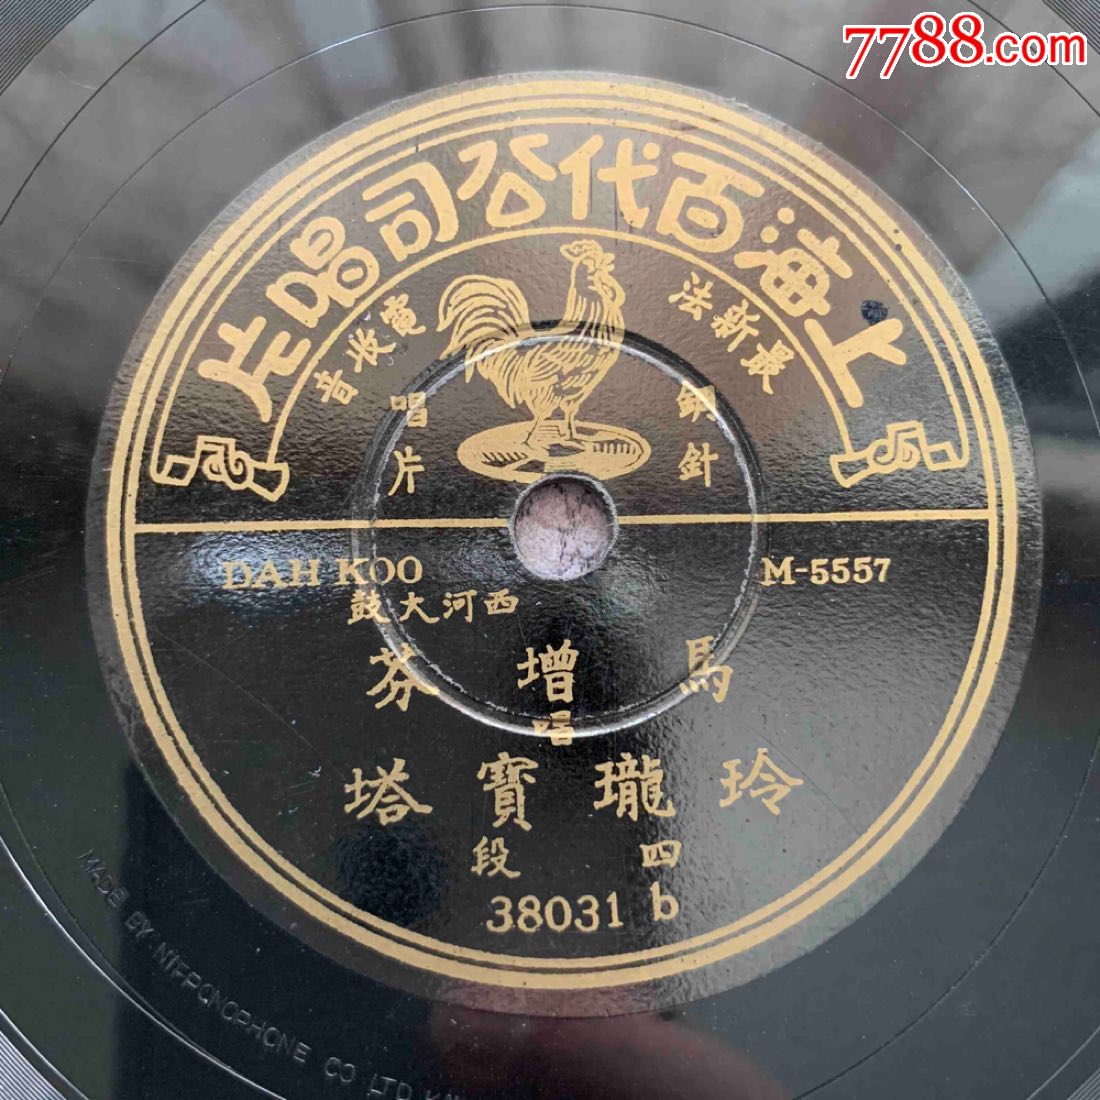 7788.com
上海百代公司唱片
最新法
電收音
鋼針
唱片
DAH KOO
M-5557
西河大鼓
馬增芬
唱
玲瓏寶塔
四段
38031 b
MADE BY NIPPONOPHONE CO LTD